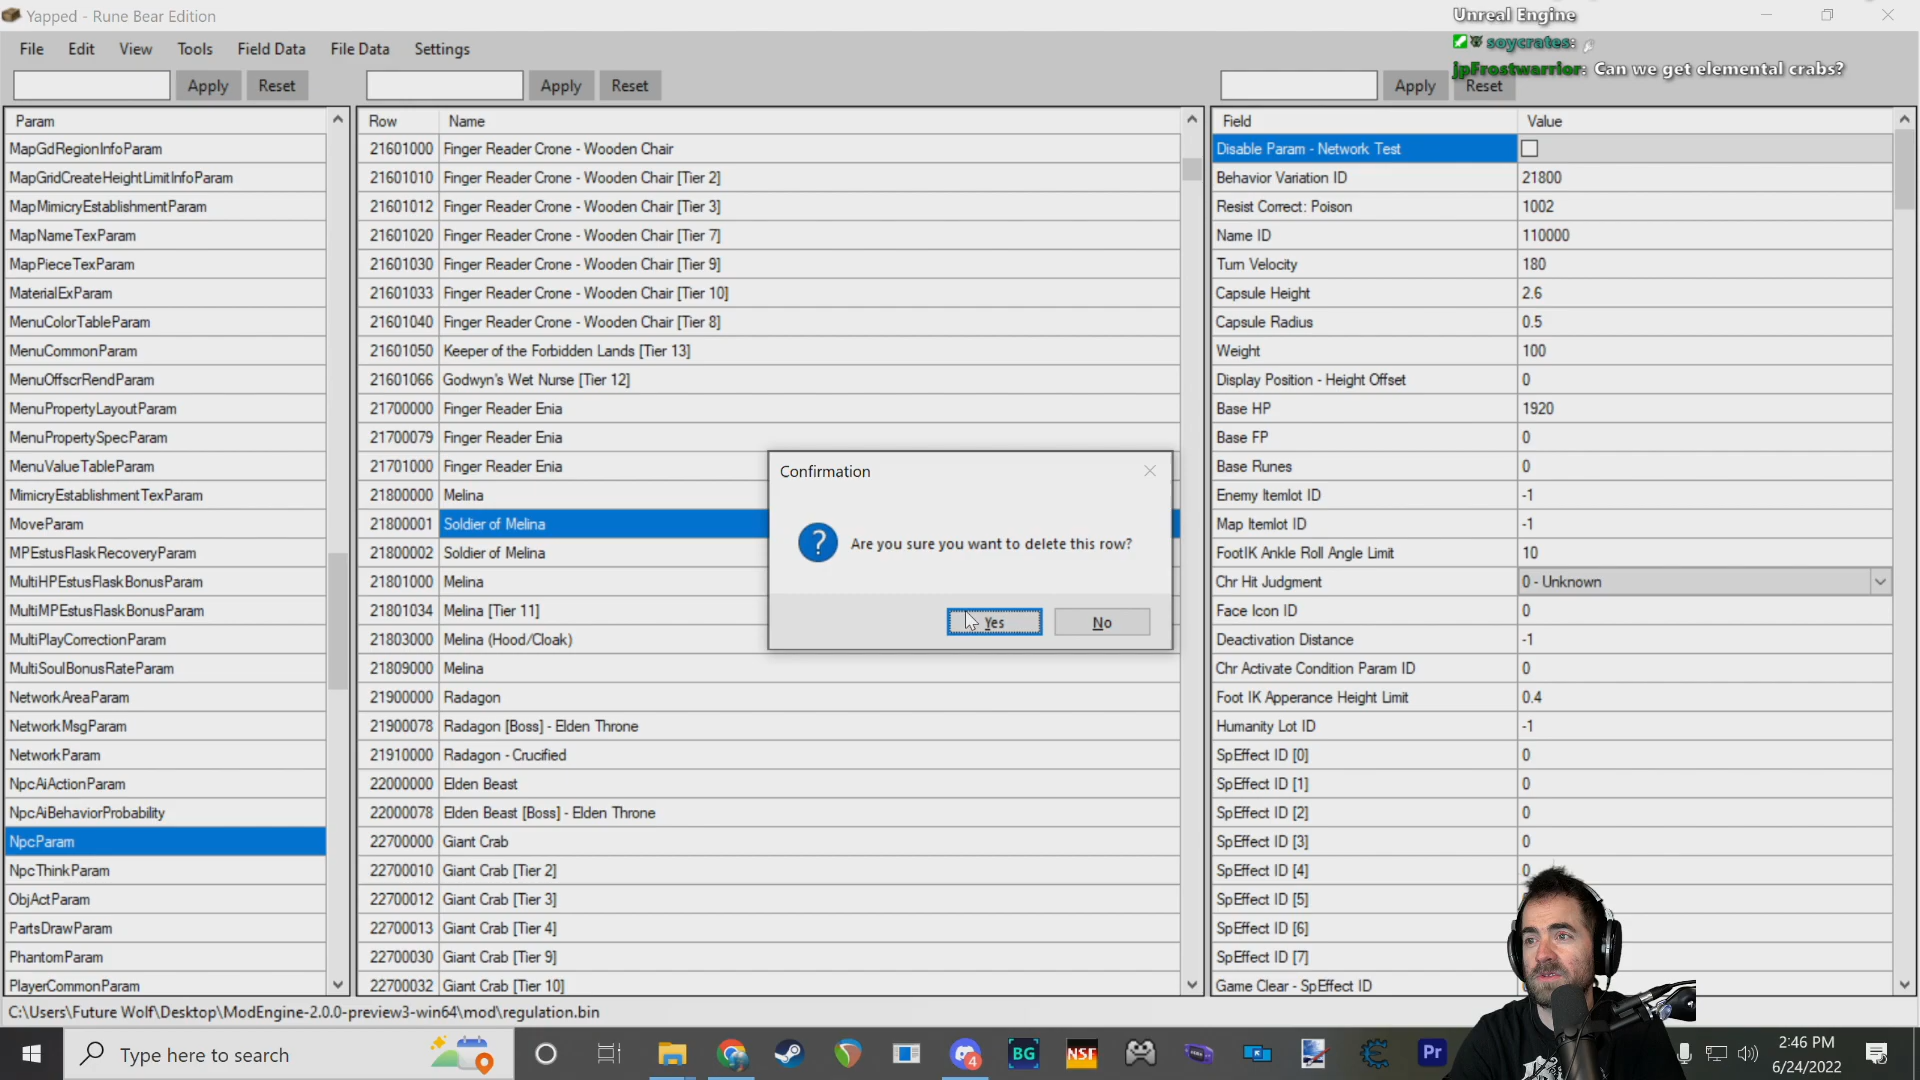 Yapped - Rune Bear Edition
Unreal Engine
soycrates:
jpFrostwarrior: Can we get elemental crabs?
File Edit View Tools Field Data File Data Settings
Apply Reset Apply Reset Apply Reset
Param
MapGdRegionInfoParam
MapGridCreateHeightLimitInfoParam
MapMimicryEstablishmentParam
MapNameTexParam
MapPieceTexParam
MaterialExParam
MenuColorTableParam
MenuCommonParam
MenuOffscrRendParam
MenuPropertyLayoutParam
MenuPropertySpecParam
MenuValueTableParam
MimicryEstablishmentTexParam
MoveParam
MPEstusFlaskRecoveryParam
MultiHPEstusFlaskBonusParam
MultiMPEstusFlaskBonusParam
MultiPlayCorrectionParam
MultiSoulBonusRateParam
NetworkAreaParam
NetworkMsgParam
NetworkParam
NpcAiActionParam
NpcAiBehaviorProbability
NpcParam
NpcThinkParam
ObjActParam
PartsDrawParam
PhantomParam
PlayerCommonParam
Row Name
21601000 Finger Reader Crone - Wooden Chair
21601010 Finger Reader Crone - Wooden Chair [Tier 2]
21601012 Finger Reader Crone - Wooden Chair [Tier 3]
21601020 Finger Reader Crone - Wooden Chair [Tier 7]
21601030 Finger Reader Crone - Wooden Chair [Tier 9]
21601033 Finger Reader Crone - Wooden Chair [Tier 10]
21601040 Finger Reader Crone - Wooden Chair [Tier 8]
21601050 Keeper of the Forbidden Lands [Tier 13]
21601066 Godwyn's Wet Nurse [Tier 12]
21700000 Finger Reader Enia
21700079 Finger Reader Enia
21701000 Finger Reader Enia
21800000 Melina
21800001 Soldier of Melina
21800002 Soldier of Melina
21801000 Melina
21801034 Melina [Tier 11]
21803000 Melina (Hood/Cloak)
21809000 Melina
21900000 Radagon
21900078 Radagon [Boss] - Elden Throne
21910000 Radagon - Crucified
22000000 Elden Beast
22000078 Elden Beast [Boss] - Elden Throne
22700000 Giant Crab
22700010 Giant Crab [Tier 2]
22700012 Giant Crab [Tier 3]
22700013 Giant Crab [Tier 4]
22700030 Giant Crab [Tier 9]
22700032 Giant Crab [Tier 10]
Confirmation
Are you sure you want to delete this row?
Yes No
Field Value
Disable Param - Network Test
Behavior Variation ID 21800
Resist Correct: Poison 1002
Name ID 110000
Turn Velocity 180
Capsule Height 2.6
Capsule Radius 0.5
Weight 100
Display Position - Height Offset 0
Base HP 1920
Base FP 0
Base Runes 0
Enemy Itemlot ID -1
Map Itemlot ID -1
FootIK Ankle Roll Angle Limit 10
Chr Hit Judgment 0 - Unknown
Face Icon ID 0
Deactivation Distance -1
Chr Activate Condition Param ID 0
Foot IK Apperance Height Limit 0.4
Humanity Lot ID -1
SpEffect ID [0] 0
SpEffect ID [1] 0
SpEffect ID [2] 0
SpEffect ID [3] 0
SpEffect ID [4] 0
SpEffect ID [5]
SpEffect ID [6]
SpEffect ID [7]
Game Clear - SpEffect ID
C:\Users\Future Wolf\Desktop\ModEngine-2.0.0-preview3-win64\mod\regulation.bin
Type here to search
4
BG
NSF
Pr
2:46 PM
6/24/2022